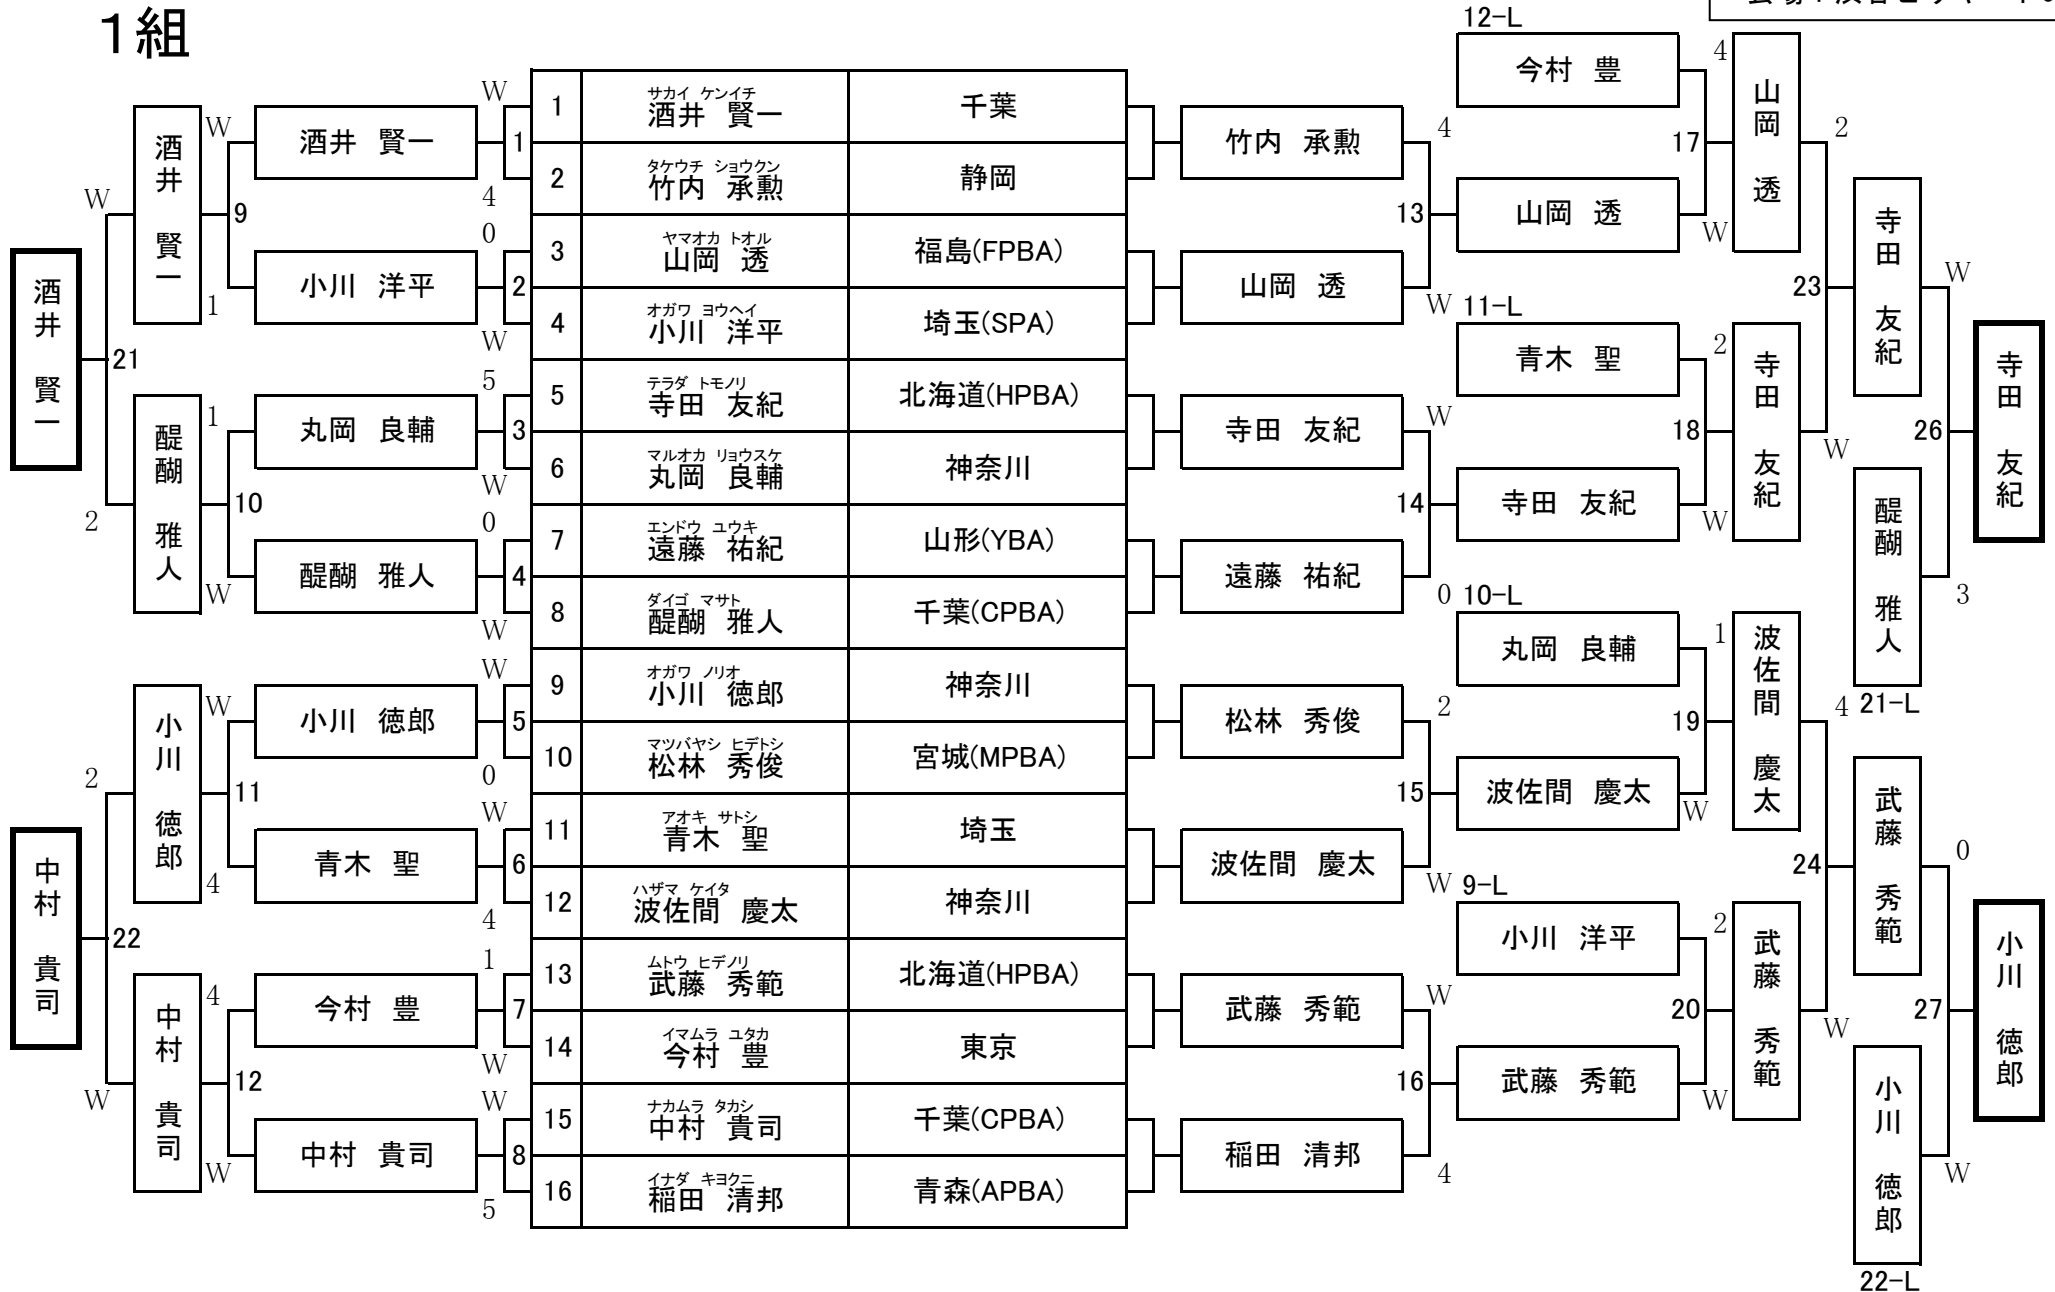 1組
酒井 賢一
中村 貴司
W
2
21
2
W
22
酒井 賢一
醍醐 雅人
小川 徳郎
中村 貴司
W
1
9
1
W
10
W
4
11
4
W
12
酒井 賢一
小川 洋平
丸岡 良輔
醍醐 雅人
小川 徳郎
青木 聖
今村 豊
中村 貴司
W
1
4
0
2
W
5
3
W
0
4
W
W
5
0
W
6
4
1
7
W
W
8
5
サカイ ケンイチ
1 酒井 賢一 千葉
タケウチ ショウクン
2 竹内 承勲 静岡
ヤマオカ トオル
3 山岡 透 福島(FPBA)
オガワ ヨウヘイ
4 小川 洋平 埼玉(SPA)
テラダ トモノリ
5 寺田 友紀 北海道(HPBA)
マルオカ リョウスケ
6 丸岡 良輔 神奈川
エンドウ ユウキ
7 遠藤 祐紀 山形(YBA)
ダイゴ マサト
8 醍醐 雅人 千葉(CPBA)
オガワ ノリオ
9 小川 徳郎 神奈川
マツバヤシ ヒデトシ
10 松林 秀俊 宮城(MPBA)
アオキ サトシ
11 青木 聖 埼玉
ハザマ ケイタ
12 波佐間 慶太 神奈川
ムトウ ヒデノリ
13 武藤 秀範 北海道(HPBA)
イマムラ ユタカ
14 今村 豊 東京
ナカムラ タカシ
15 中村 貴司 千葉(CPBA)
イナダ キヨクニ
16 稲田 清邦 青森(APBA)
竹内 承勲
山岡 透
寺田 友紀
遠藤 祐紀
松林 秀俊
波佐間 慶太
武藤 秀範
稲田 清邦
4
13
W
W
14
0
2
15
W
W
16
4
12-L
今村 豊
山岡 透
11-L
青木 聖
寺田 友紀
10-L
丸岡 良輔
波佐間 慶太
9-L
小川 洋平
武藤 秀範
4
17
W
2
18
W
1
19
W
2
20
W
山岡 透
寺田 友紀
波佐間 慶太
武藤 秀範
2
23
W
4
24
W
寺田 友紀
醍醐 雅人
21-L
武藤 秀範
小川 徳郎
22-L
W
26
3
0
27
W
寺田 友紀
小川 徳郎